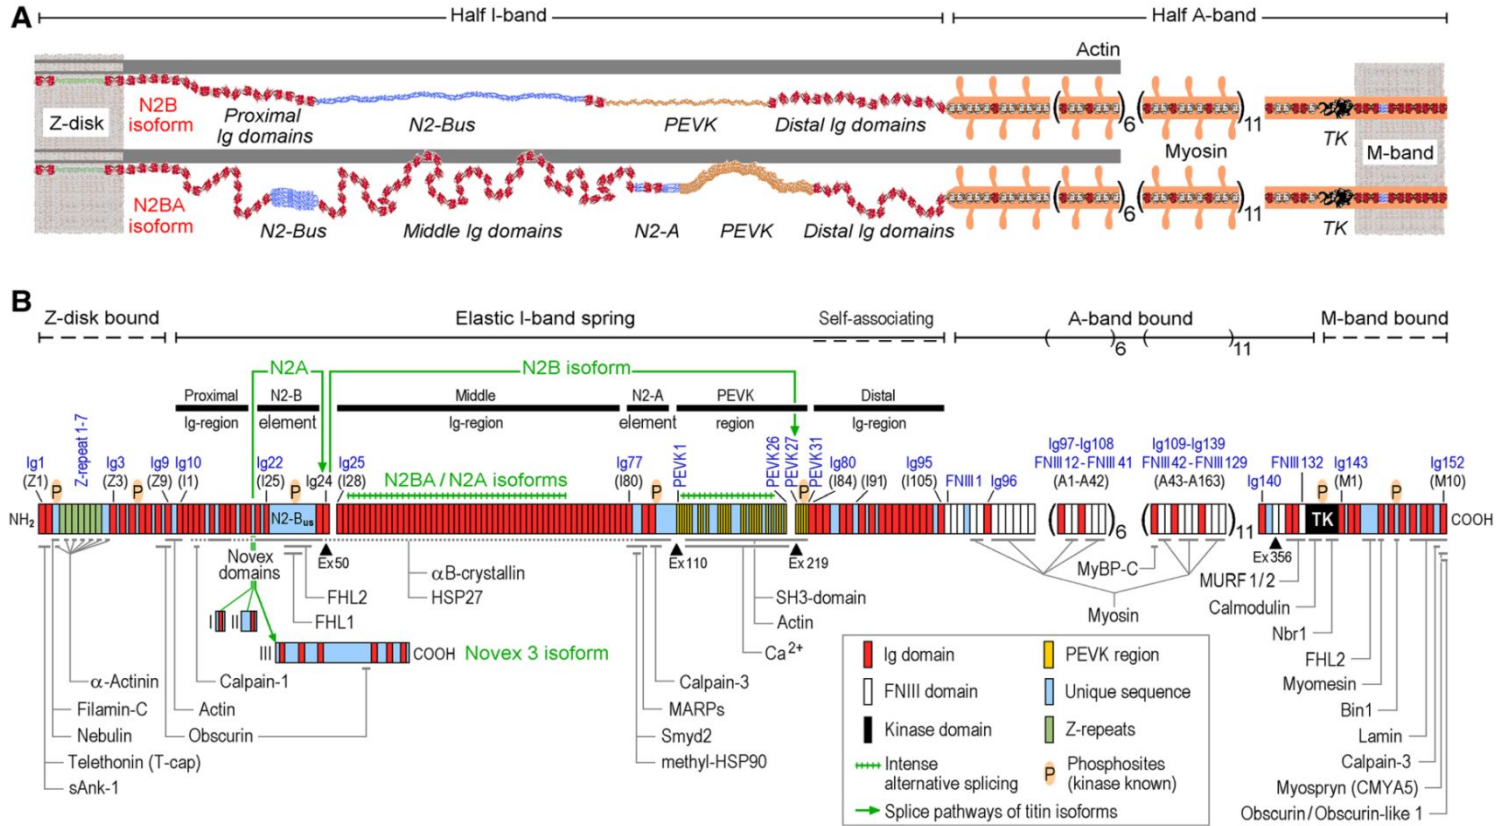 A
Half I-band
Half A-band
Actin
Z-disk
N2B
isoform
Proximal
Ig domains
N2-Bus
PEVK
Distal Ig domains
6
11
TK
Myosin
M-band
N2BA
isoform
N2-Bus
Middle Ig domains
N2-A
PEVK
Distal Ig domains
6
11
TK
B
Z-disk bound
Elastic I-band spring
Self-associating
A-band bound
M-band bound
6
11
N2A
N2B isoform
Proximal
Ig-region
N2-B
element
Middle
Ig-region
N2-A
element
PEVK
region
Distal
Ig-region
Ig1
(Z1)
P
Z-repeat 1-7
Ig3
(Z3)
P
Ig9
(Z9)
Ig10
(I1)
Ig22
(I25)
P
Ig24
Ig25
(I28)
N2BA / N2A isoforms
Ig77
(I80)
P
PEVK1
PEVK26
PEVK27
P
PEVK31
Ig80
(I84)
(I91)
Ig95
(I105)
FNIII 1
Ig96
Ig97-Ig108
FNIII 12-FNIII 41
(A1-A42)
Ig109-Ig139
FNIII 42-FNIII 129
(A43-A163)
Ig140
FNIII 132
P
Ig143
(M1)
P
Ig152
(M10)
NH2
N2-Bus
6
11
TK
COOH
Novex
domains
Ex50
Ex110
Ex219
Ex356
I
II
III
COOH
Novex 3 isoform
FHL2
FHL1
αB-crystallin
HSP27
SH3-domain
Actin
Ca2+
MyBP-C
Myosin
MURF1/2
Calmodulin
Nbr1
FHL2
Myomesin
Bin1
Lamin
Calpain-3
Myospryn (CMYA5)
Obscurin/Obscurin-like 1
α-Actinin
Filamin-C
Nebulin
Telethonin (T-cap)
sAnk-1
Calpain-1
Actin
Obscurin
Calpain-3
MARPs
Smyd2
methyl-HSP90
Ig domain
FNIII domain
Kinase domain
Intense
alternative splicing
Splice pathways of titin isoforms
PEVK region
Unique sequence
Z-repeats
P
Phosphosites
(kinase known)